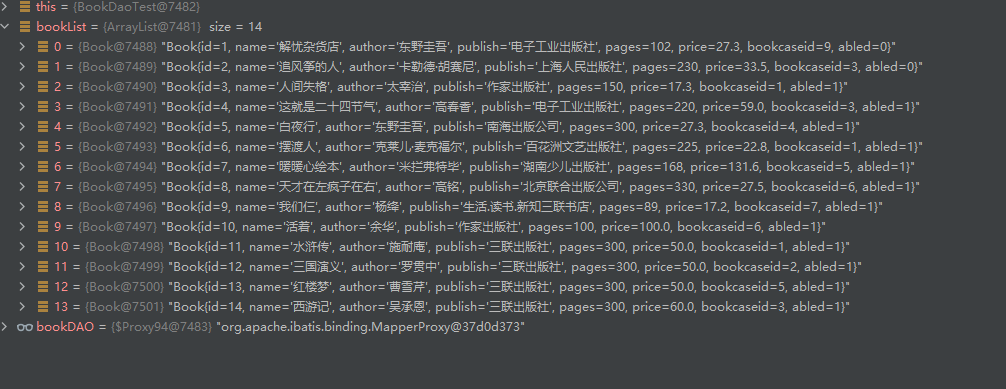 this = {BookDaoTest@7482}
bookList = {ArrayList@7481} size = 14
0 = {Book@7488} "Book{id=1, name='解忧杂货店', author='东野圭吾', publish='电子工业出版社', pages=102, price=27.3, bookcaseid=9, abled=0}"
1 = {Book@7489} "Book{id=2, name='追风筝的人', author='卡勒德·胡赛尼', publish='上海人民出版社', pages=230, price=33.5, bookcaseid=3, abled=0}"
2 = {Book@7490} "Book{id=3, name='人间失格', author='太宰治', publish='作家出版社', pages=150, price=17.3, bookcaseid=1, abled=1}"
3 = {Book@7491} "Book{id=4, name='这就是二十四节气', author='高春香', publish='电子工业出版社', pages=220, price=59.0, bookcaseid=3, abled=1}"
4 = {Book@7492} "Book{id=5, name='白夜行', author='东野圭吾', publish='南海出版公司', pages=300, price=27.3, bookcaseid=4, abled=1}"
5 = {Book@7493} "Book{id=6, name='摆渡人', author='克莱儿·麦克福尔', publish='百花洲文艺出版社', pages=225, price=22.8, bookcaseid=1, abled=1}"
6 = {Book@7494} "Book{id=7, name='暖暖心绘本', author='米拦弗特毕', publish='湖南少儿出版社', pages=168, price=131.6, bookcaseid=5, abled=1}"
7 = {Book@7495} "Book{id=8, name='天才在左疯子在右', author='高铭', publish='北京联合出版公司', pages=330, price=27.5, bookcaseid=6, abled=1}"
8 = {Book@7496} "Book{id=9, name='我们仨', author='杨绛', publish='生活.读书.新知三联书店', pages=89, price=17.2, bookcaseid=7, abled=1}"
9 = {Book@7497} "Book{id=10, name='活着', author='余华', publish='作家出版社', pages=100, price=100.0, bookcaseid=6, abled=1}"
10 = {Book@7498} "Book{id=11, name='水浒传', author='施耐庵', publish='三联出版社', pages=300, price=50.0, bookcaseid=1, abled=1}"
11 = {Book@7499} "Book{id=12, name='三国演义', author='罗贯中', publish='三联出版社', pages=300, price=50.0, bookcaseid=2, abled=1}"
12 = {Book@7500} "Book{id=13, name='红楼梦', author='曹雪芹', publish='三联出版社', pages=300, price=50.0, bookcaseid=5, abled=1}"
13 = {Book@7501} "Book{id=14, name='西游记', author='吴承恩', publish='三联出版社', pages=300, price=60.0, bookcaseid=3, abled=1}"
bookDAO = {$Proxy94@7483} "org.apache.ibatis.binding.MapperProxy@37d0d373"